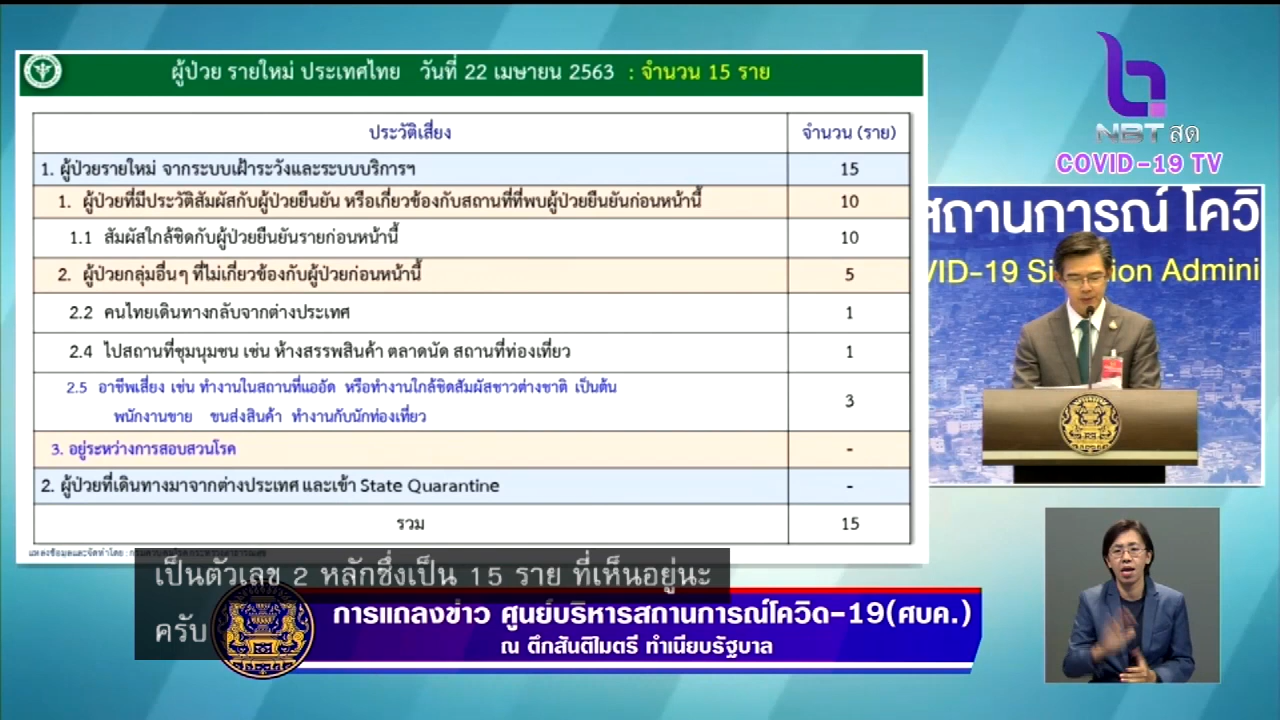 ผู้ป่วย รายใหม่ ประเทศไทย วันที่ 22 เมษายน 2563 : จำนวน 15 ราย
ประวัติเสี่ยง จำนวน (ราย)
1. ผู้ป่วยรายใหม่ จากระบบเฝ้าระวังและระบบบริการฯ 15
1. ผู้ป่วยที่มีประวัติสัมผัสกับผู้ป่วยยืนยัน หรือเกี่ยวข้องกับสถานที่ที่พบผู้ป่วยยืนยันก่อนหน้านี้ 10
1.1 สัมผัสใกล้ชิดกับผู้ป่วยยืนยันรายก่อนหน้านี้ 10
2. ผู้ป่วยกลุ่มอื่นๆ ที่ไม่เกี่ยวข้องกับผู้ป่วยก่อนหน้านี้ 5
2.2 คนไทยเดินทางกลับจากต่างประเทศ 1
2.4 ไปสถานที่ชุมนุมชน เช่น ห้างสรรพสินค้า ตลาดนัด สถานที่ท่องเที่ยว 1
2.5 อาชีพเสี่ยง เช่น ทำงานในสถานที่แออัด หรือทำงานใกล้ชิดสัมผัสชาวต่างชาติ เป็นต้น
พนักงานขาย ขนส่งสินค้า ทำงานกับนักท่องเที่ยว 3
3. อยู่ระหว่างการสอบสวนโรค -
2. ผู้ป่วยที่เดินทางมาจากต่างประเทศ และเข้า State Quarantine -
รวม 15
NBT สด
COVID-19 TV
สถานการณ์ โควิ
VID-19 Si ion Admini
เป็นตัวเลข 2 หลักซึ่งเป็น 15 ราย ที่เห็นอยู่นะ
ครับ
การแถลงข่าว ศูนย์บริหารสถานการณ์โควิด-19(ศบค.)
ณ ตึกสันติไมตรี ทำเนียบรัฐบาล